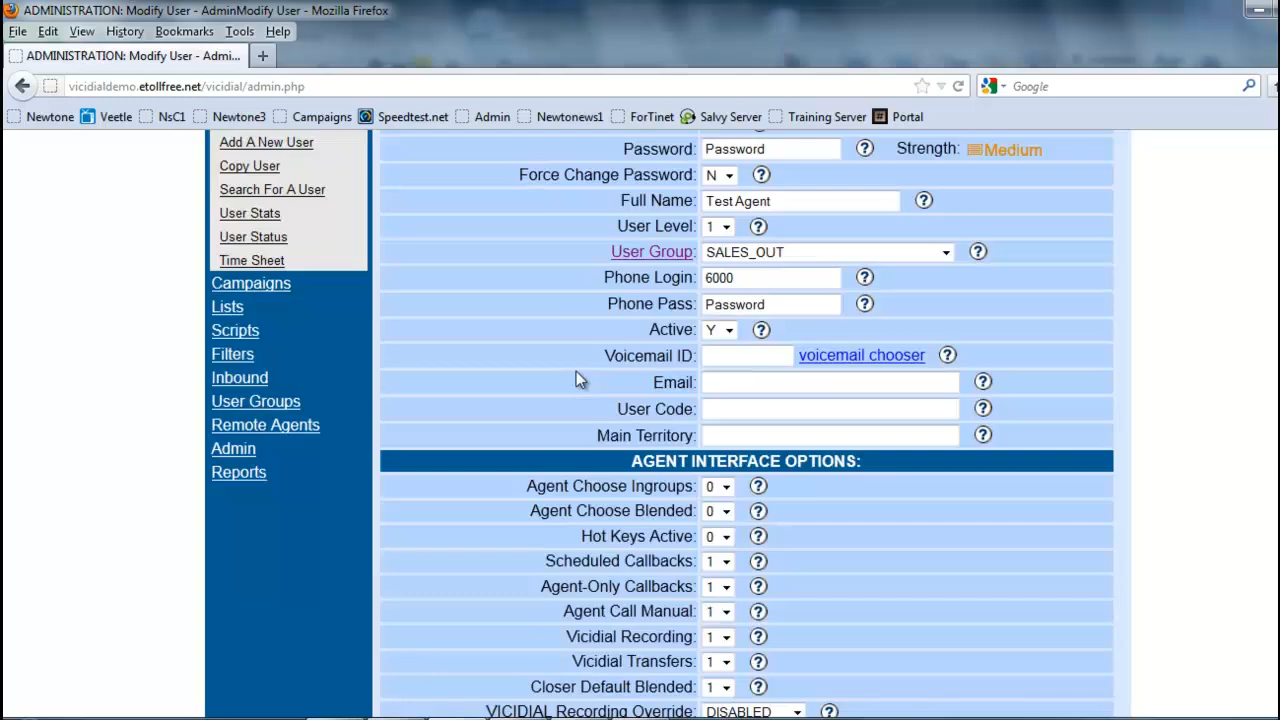 ADMINISTRATION: Modify User - AdminModify User - Mozilla Firefox
File Edit View History Bookmarks Tools Help
ADMINISTRATION: Modify User - Admi...
vicidialdemo.etollfree.net/vicidial/admin.php
Google
Newtone Veetle NsC1 Newtone3 Campaigns Speedtest.net Admin Newtonews1 ForTinet Salvy Server Training Server Portal
Add A New User
Copy User
Search For A User
User Stats
User Status
Time Sheet
Campaigns
Lists
Scripts
Filters
Inbound
User Groups
Remote Agents
Admin
Reports
Password: Password Strength: Medium
Force Change Password: N
Full Name: Test Agent
User Level: 1
User Group: SALES_OUT
Phone Login: 6000
Phone Pass: Password
Active: Y
Voicemail ID: voicemail chooser
Email:
User Code:
Main Territory:
AGENT INTERFACE OPTIONS:
Agent Choose Ingroups: 0
Agent Choose Blended: 0
Hot Keys Active: 0
Scheduled Callbacks: 1
Agent-Only Callbacks: 1
Agent Call Manual: 1
Vicidial Recording: 1
Vicidial Transfers: 1
Closer Default Blended: 1
VICIDIAL Recording Override: DISABLED